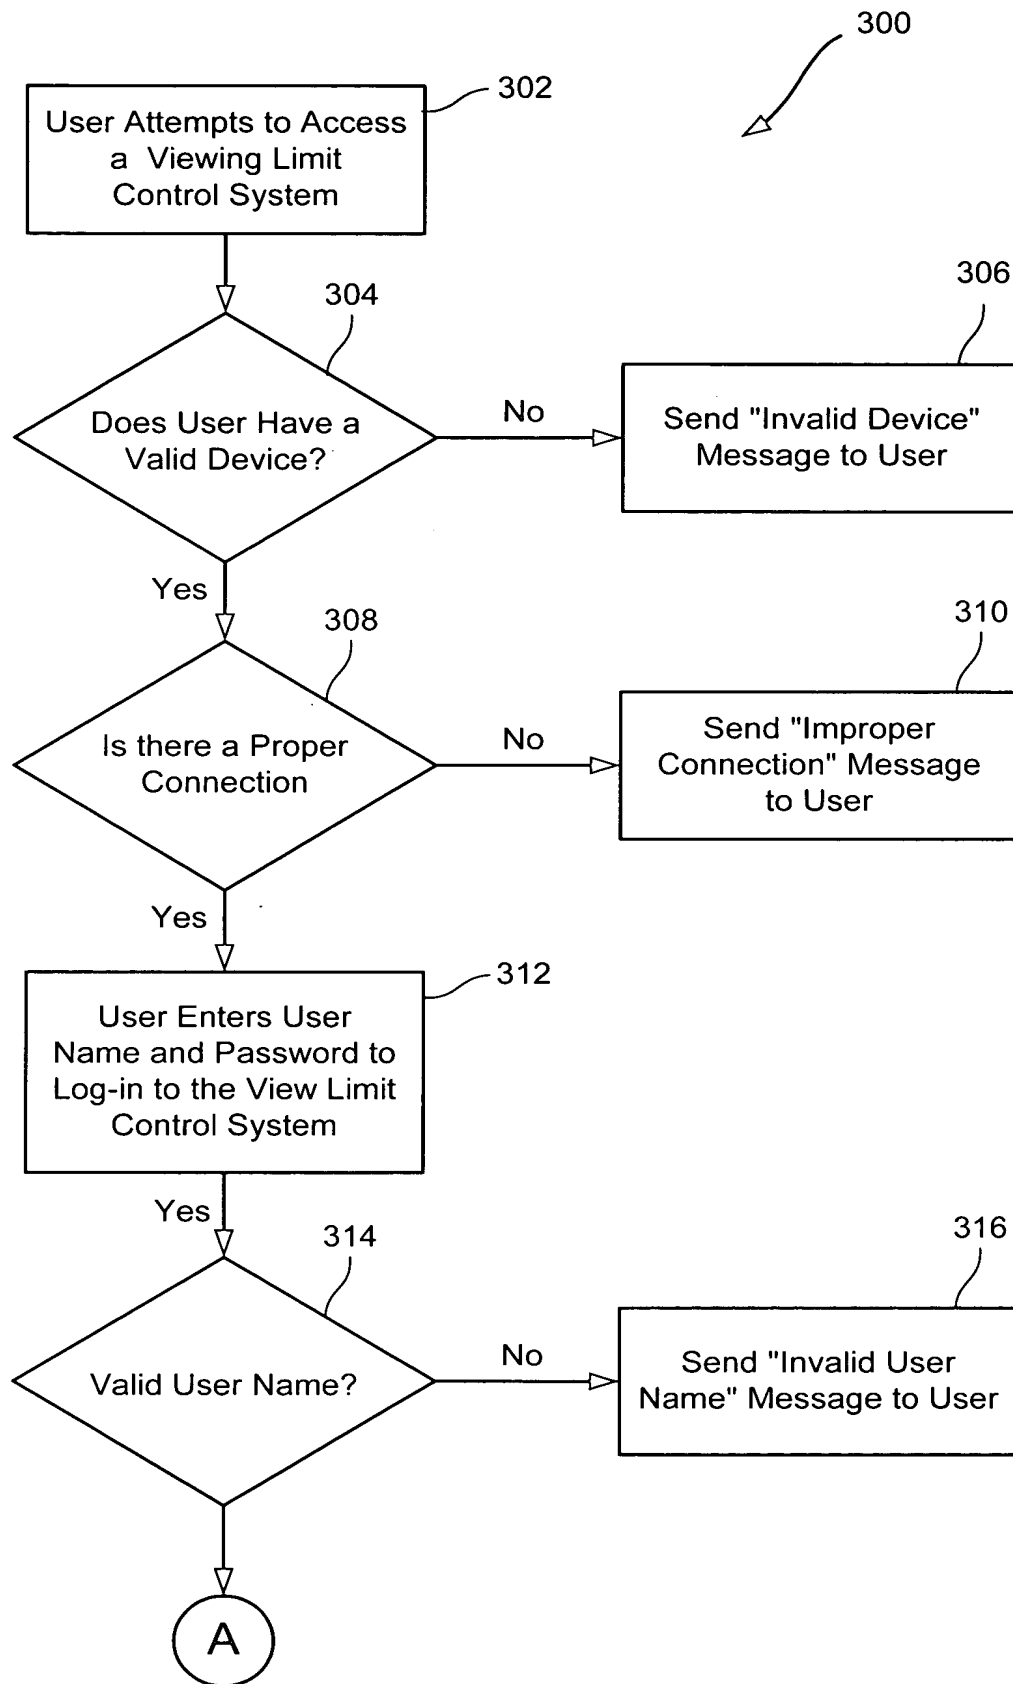 300
302
User Attempts to Access
a Viewing Limit
Control System
304
Does User Have a
Valid Device?
No
306
Send "Invalid Device"
Message to User
Yes
308
Is there a Proper
Connection
No
310
Send "Improper
Connection" Message
to User
Yes
312
User Enters User
Name and Password to
Log-in to the View Limit
Control System
Yes
314
Valid User Name?
No
316
Send "Invalid User
Name" Message to User
A